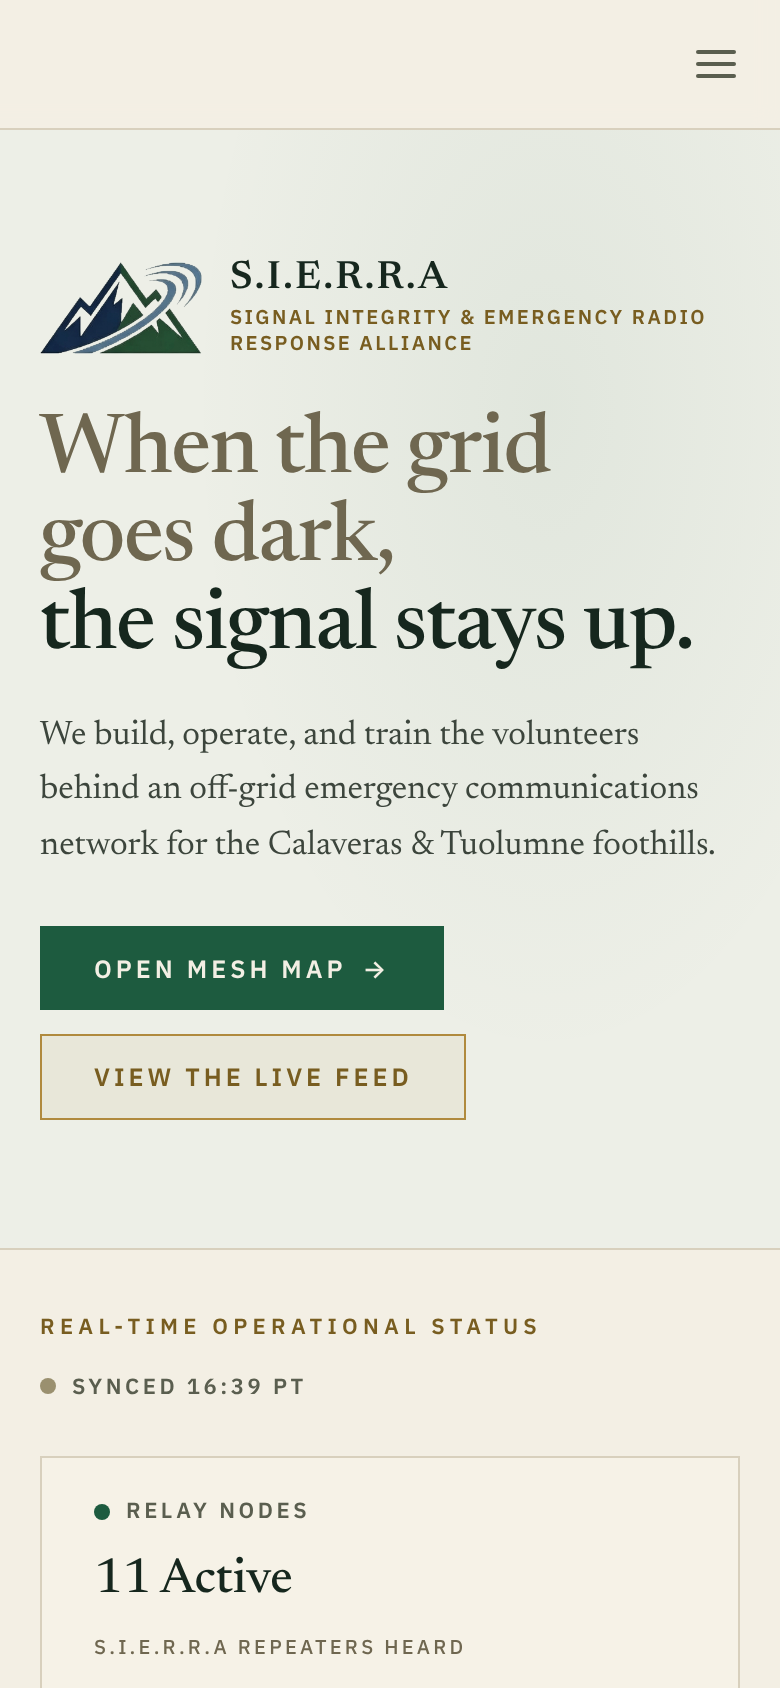 S.I.E.R.R.A
SIGNAL INTEGRITY & EMERGENCY RADIO
RESPONSE ALLIANCE
When the grid
goes dark,
the signal stays up.
We build, operate, and train the volunteers
behind an off-grid emergency communications
network for the Calaveras & Tuolumne foothills.
OPEN MESH MAP →
VIEW THE LIVE FEED
REAL-TIME OPERATIONAL STATUS
SYNCED 16:39 PT
RELAY NODES
11 Active
S.I.E.R.R.A REPEATERS HEARD